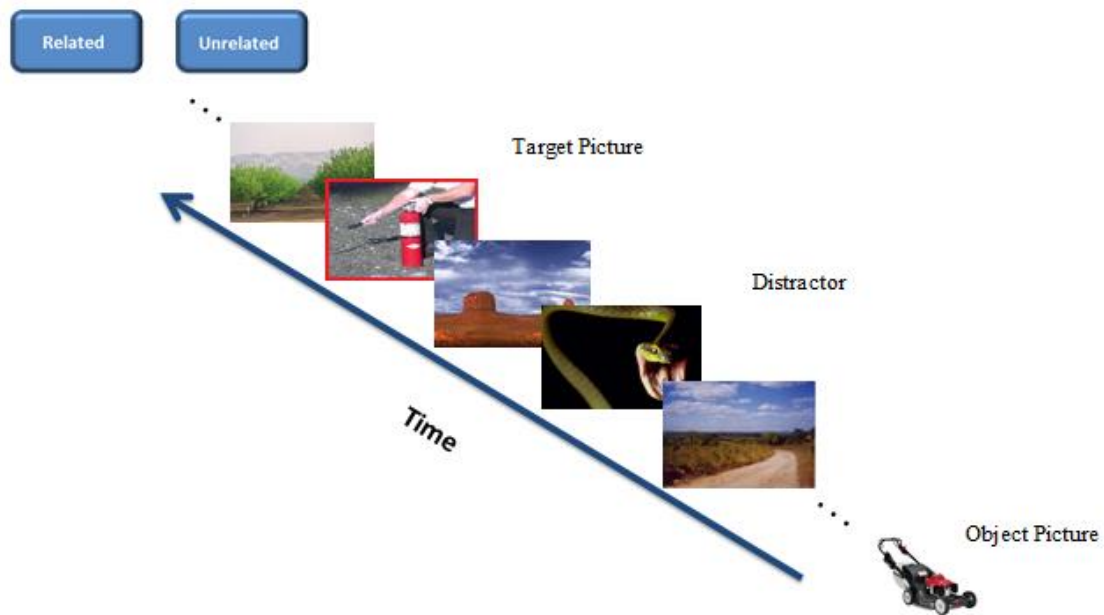 Related
Unrelated
Target Picture
Distractor
Time
Object Picture